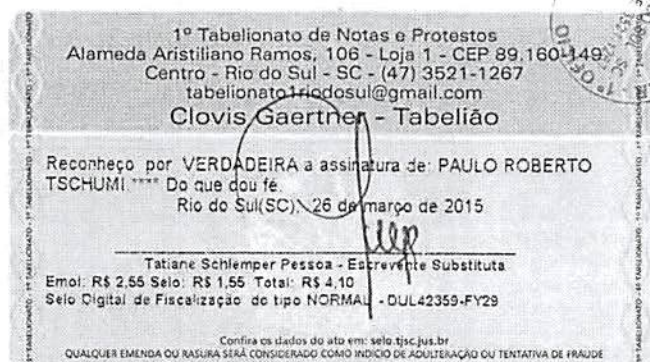 1º Tabelionato de Notas e Protestos
Alameda Aristiliano Ramos, 106 - Loja 1 - CEP 89.160-149
Centro - Rio do Sul - SC - (47) 3521-1267
tabelionato1riodosul@gmail.com
Clovis Gaertner - Tabelião
Reconheço por VERDADEIRA a assinatura de: PAULO ROBERTO
TSCHUMI.**** Do que dou fé.
Rio do Sul(SC), 26 de março de 2015
Tatiane Schlemper Pessoa - Escrevente Substituta
Emol: R$ 2,55 Selo: R$ 1,55 Total: R$ 4,10
Selo Digital de Fiscalização do tipo NORMAL - DUL42359-FY29
Confira os dados do ato em: selo.tjsc.jus.br
QUALQUER EMENDA OU RASURA SERÁ CONSIDERADO COMO INDÍCIO DE ADULTERAÇÃO OU TENTATIVA DE FRAUDE